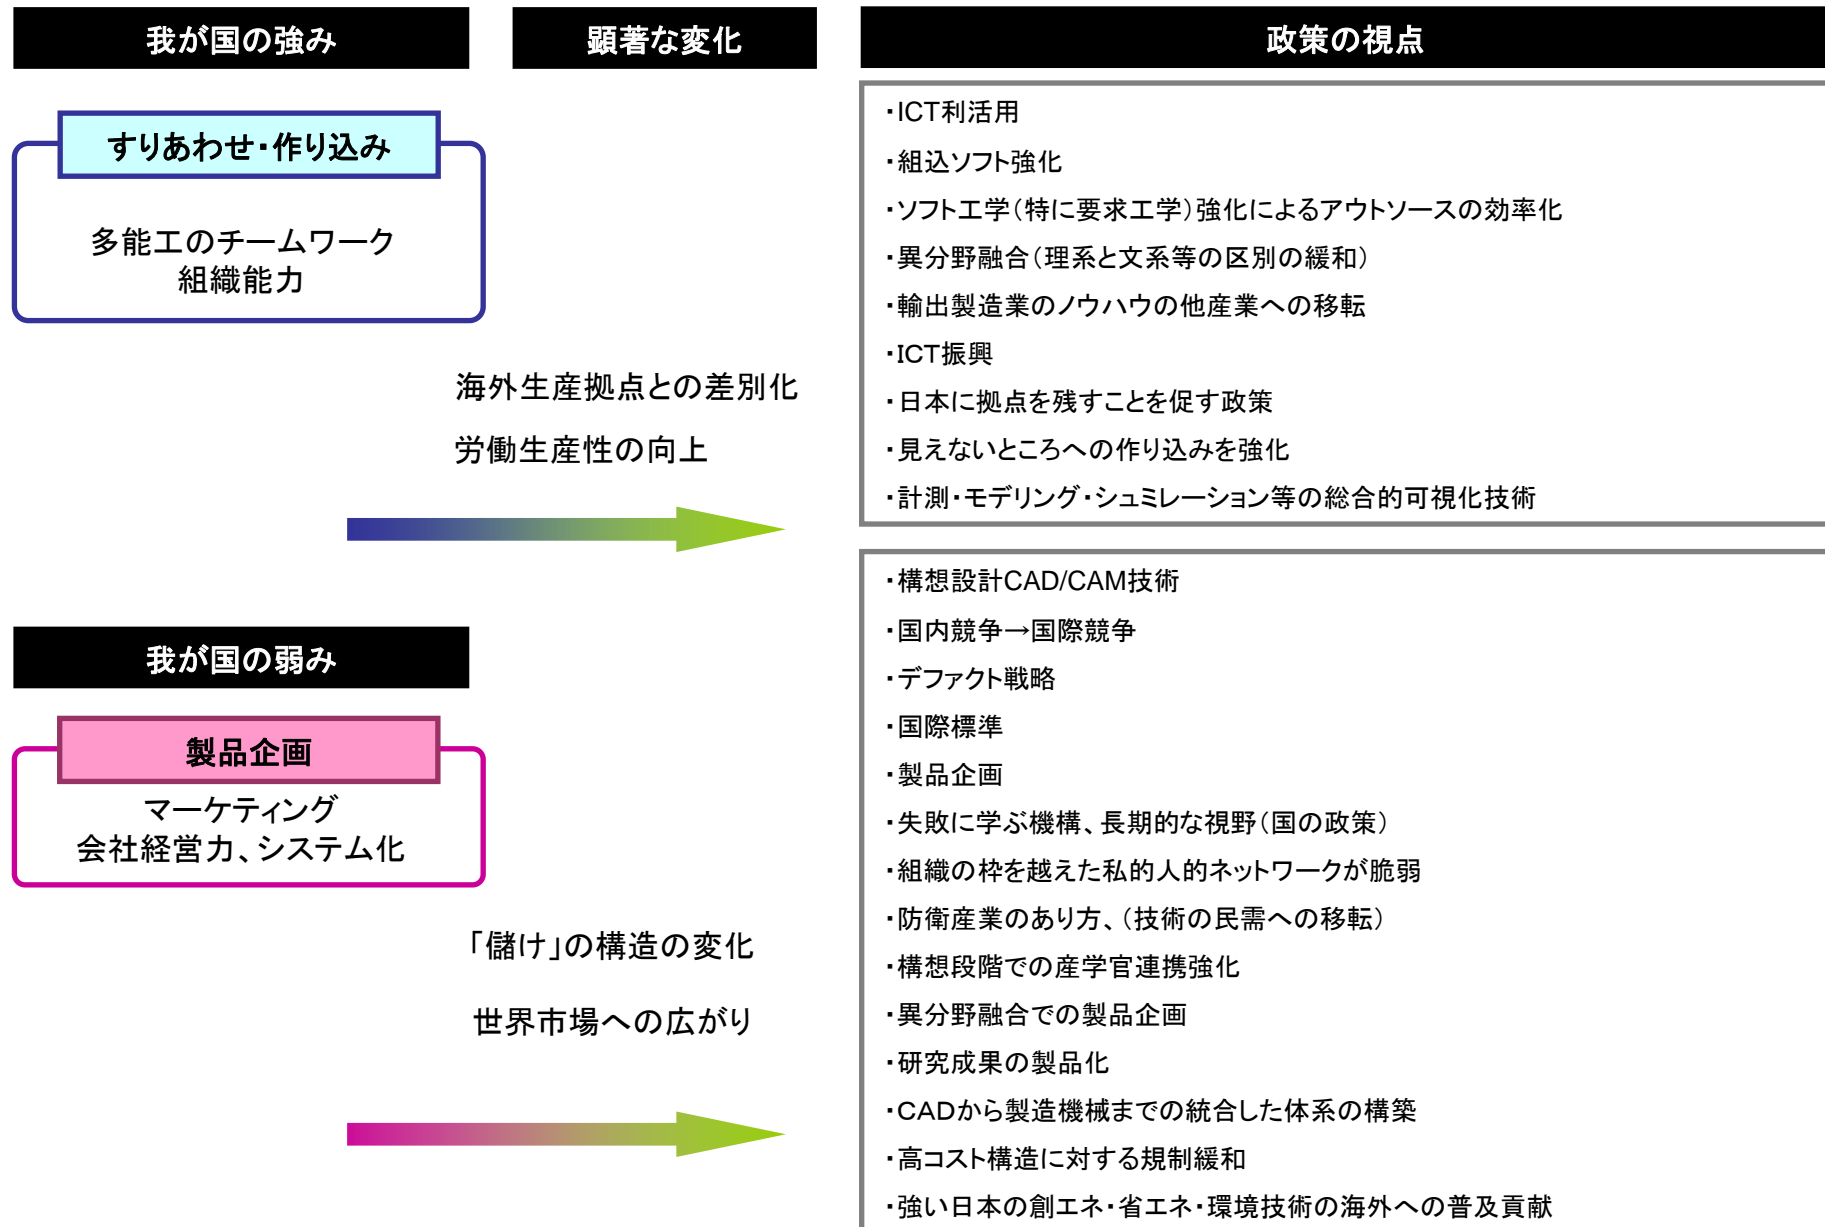 我が国の強み
顕著な変化
政策の視点
すりあわせ・作り込み
多能工のチームワーク
組織能力
海外生産拠点との差別化
労働生産性の向上
・ICT利活用
・組込ソフト強化
・ソフト工学(特に要求工学)強化によるアウトソースの効率化
・異分野融合(理系と文系等の区別の緩和)
・輸出製造業のノウハウの他産業への移転
・ICT振興
・日本に拠点を残すことを促す政策
・見えないところへの作り込みを強化
・計測・モデリング・シュミレーション等の総合的可視化技術
我が国の弱み
製品企画
マーケティング
会社経営力、システム化
「儲け」の構造の変化
世界市場への広がり
・構想設計CAD/CAM技術
・国内競争→国際競争
・デファクト戦略
・国際標準
・製品企画
・失敗に学ぶ機構、長期的な視野(国の政策)
・組織の枠を越えた私的人的ネットワークが脆弱
・防衛産業のあり方、(技術の民需への移転)
・構想段階での産学官連携強化
・異分野融合での製品企画
・研究成果の製品化
・CADから製造機械までの統合した体系の構築
・高コスト構造に対する規制緩和
・強い日本の創エネ・省エネ・環境技術の海外への普及貢献